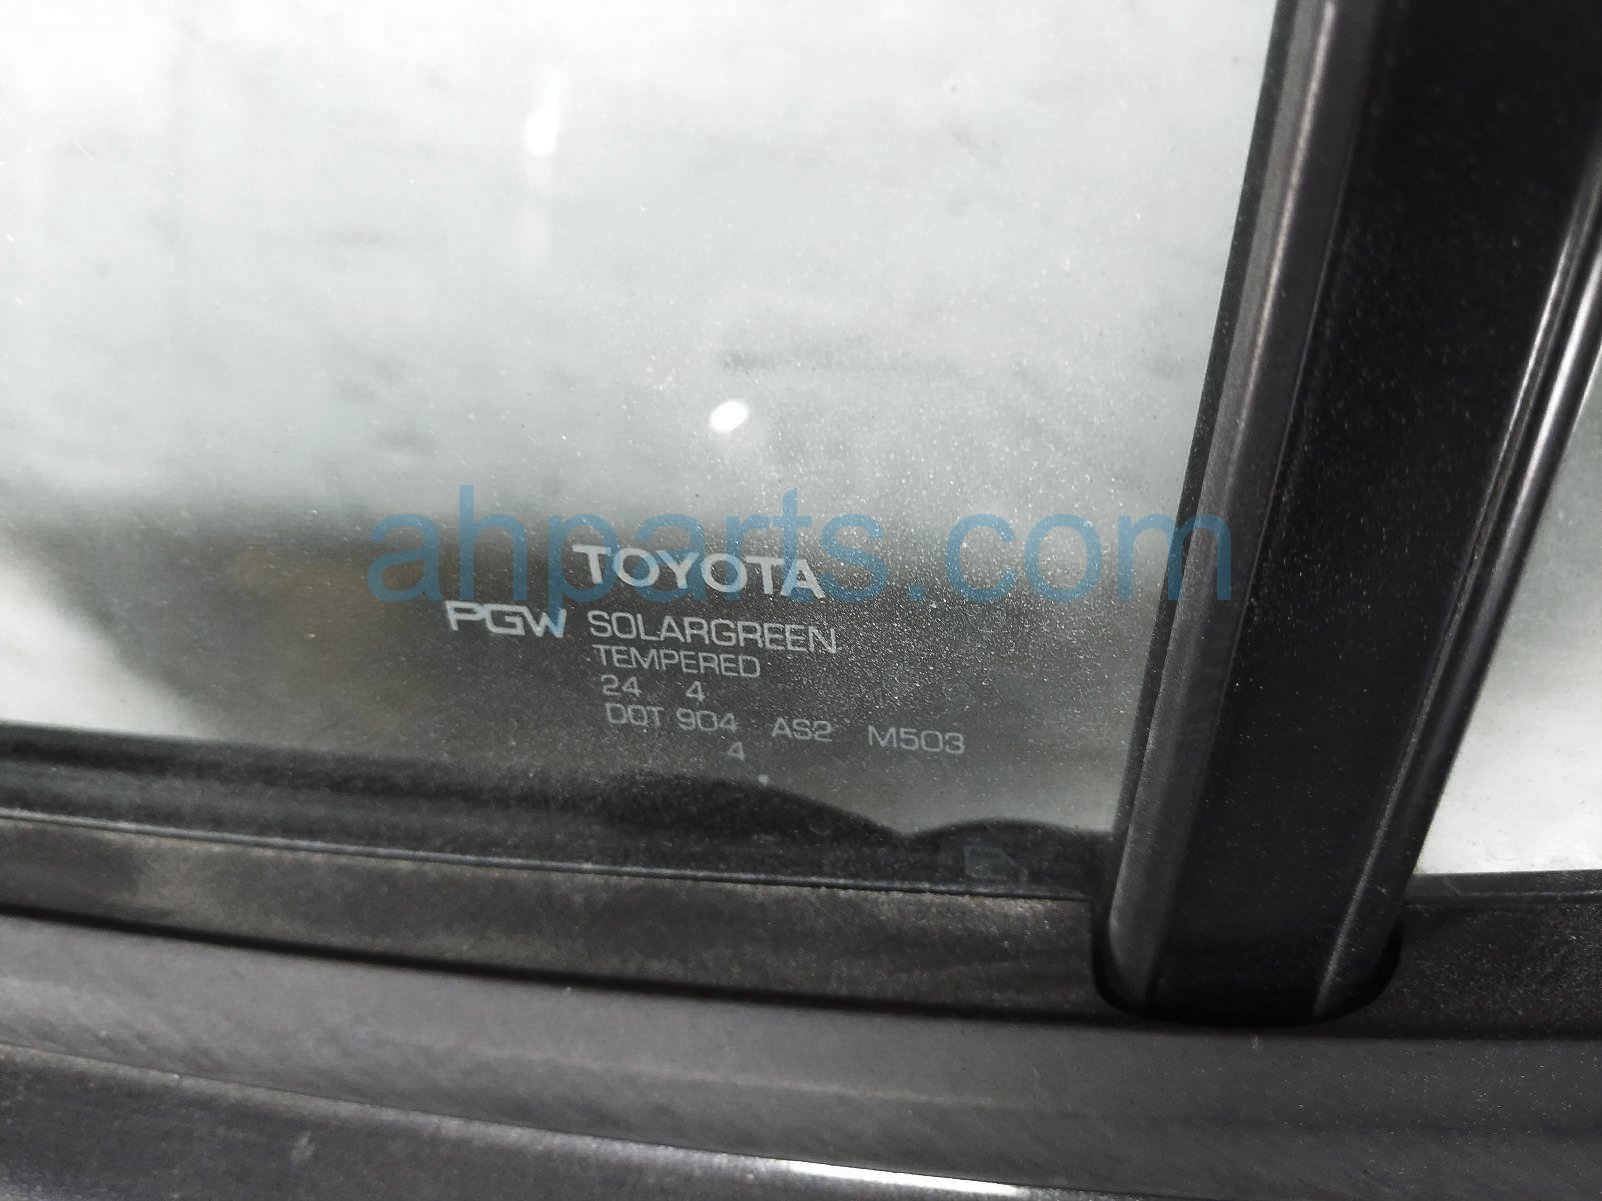 ahparts.com
TOYOTA
PGW SOLARGREEN
TEMPERED
24 4
DOT 904 AS2 M503
4